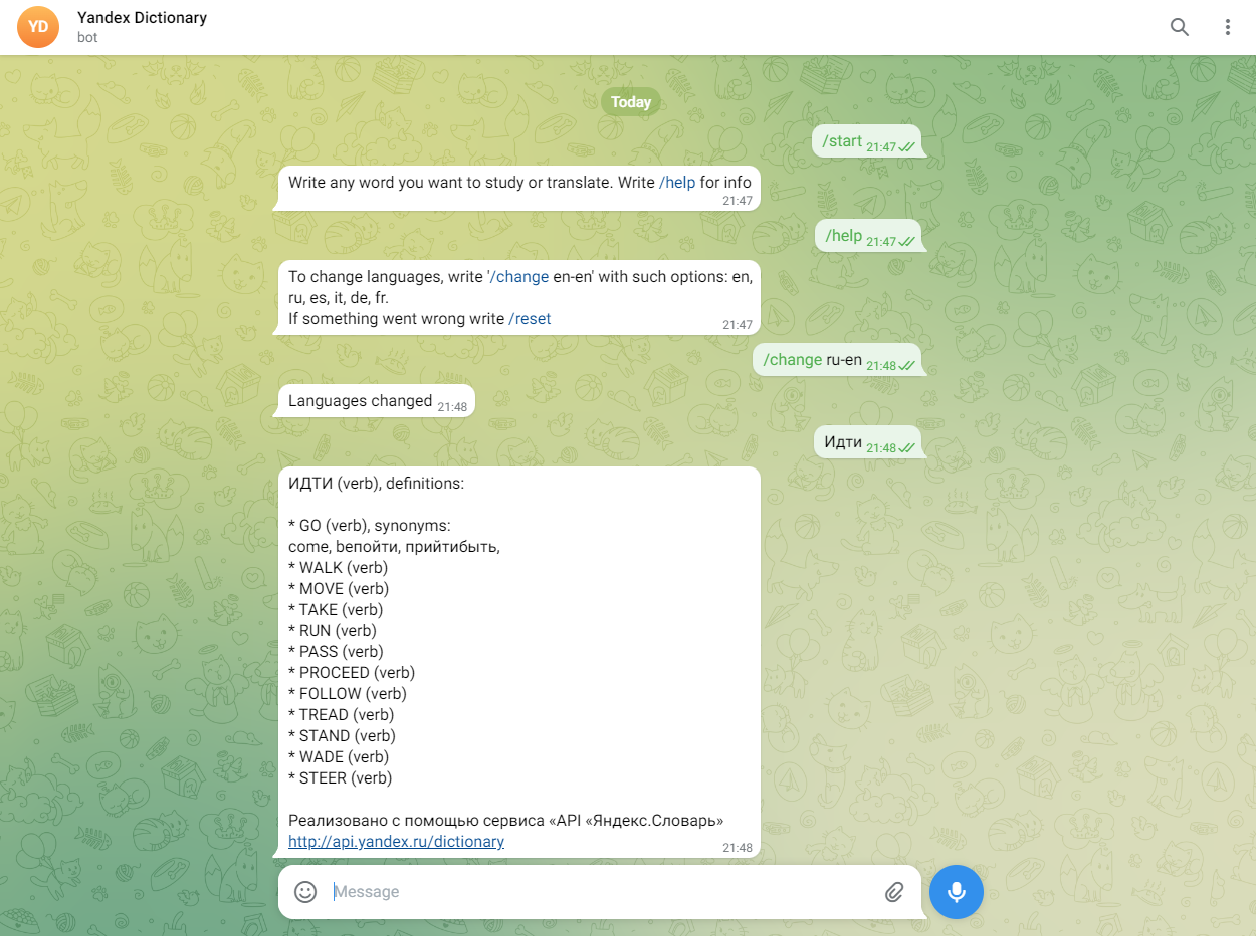 YD
Yandex Dictionary
bot
Today
/start 21:47
Write any word you want to study or translate. Write /help for info
21:47
/help 21:47
To change languages, write '/change en-en' with such options: en,
ru, es, it, de, fr.
If something went wrong write /reset
21:47
/change ru-en 21:48
Languages changed 21:48
Идти 21:48
ИДТИ (verb), definitions:
* GO (verb), synonyms:
come, beпойти, прийтибыть,
* WALK (verb)
* MOVE (verb)
* TAKE (verb)
* RUN (verb)
* PASS (verb)
* PROCEED (verb)
* FOLLOW (verb)
* TREAD (verb)
* STAND (verb)
* WADE (verb)
* STEER (verb)
Реализовано с помощью сервиса «API «Яндекс.Словарь»
http://api.yandex.ru/dictionary
21:48
Message